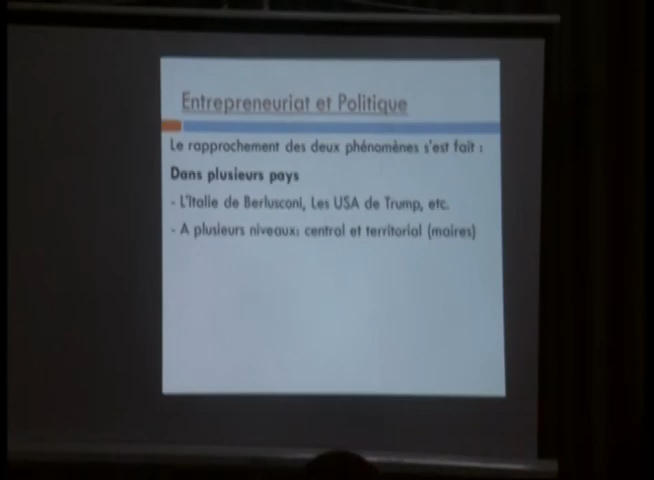 Entrepreneuriat et Politique
Le rapprochement des deux phénomènes s'est fait :
Dans plusieurs pays
- L'Italie de Berlusconi, Les USA de Trump, etc.
- A plusieurs niveaux: central et territorial (maires)